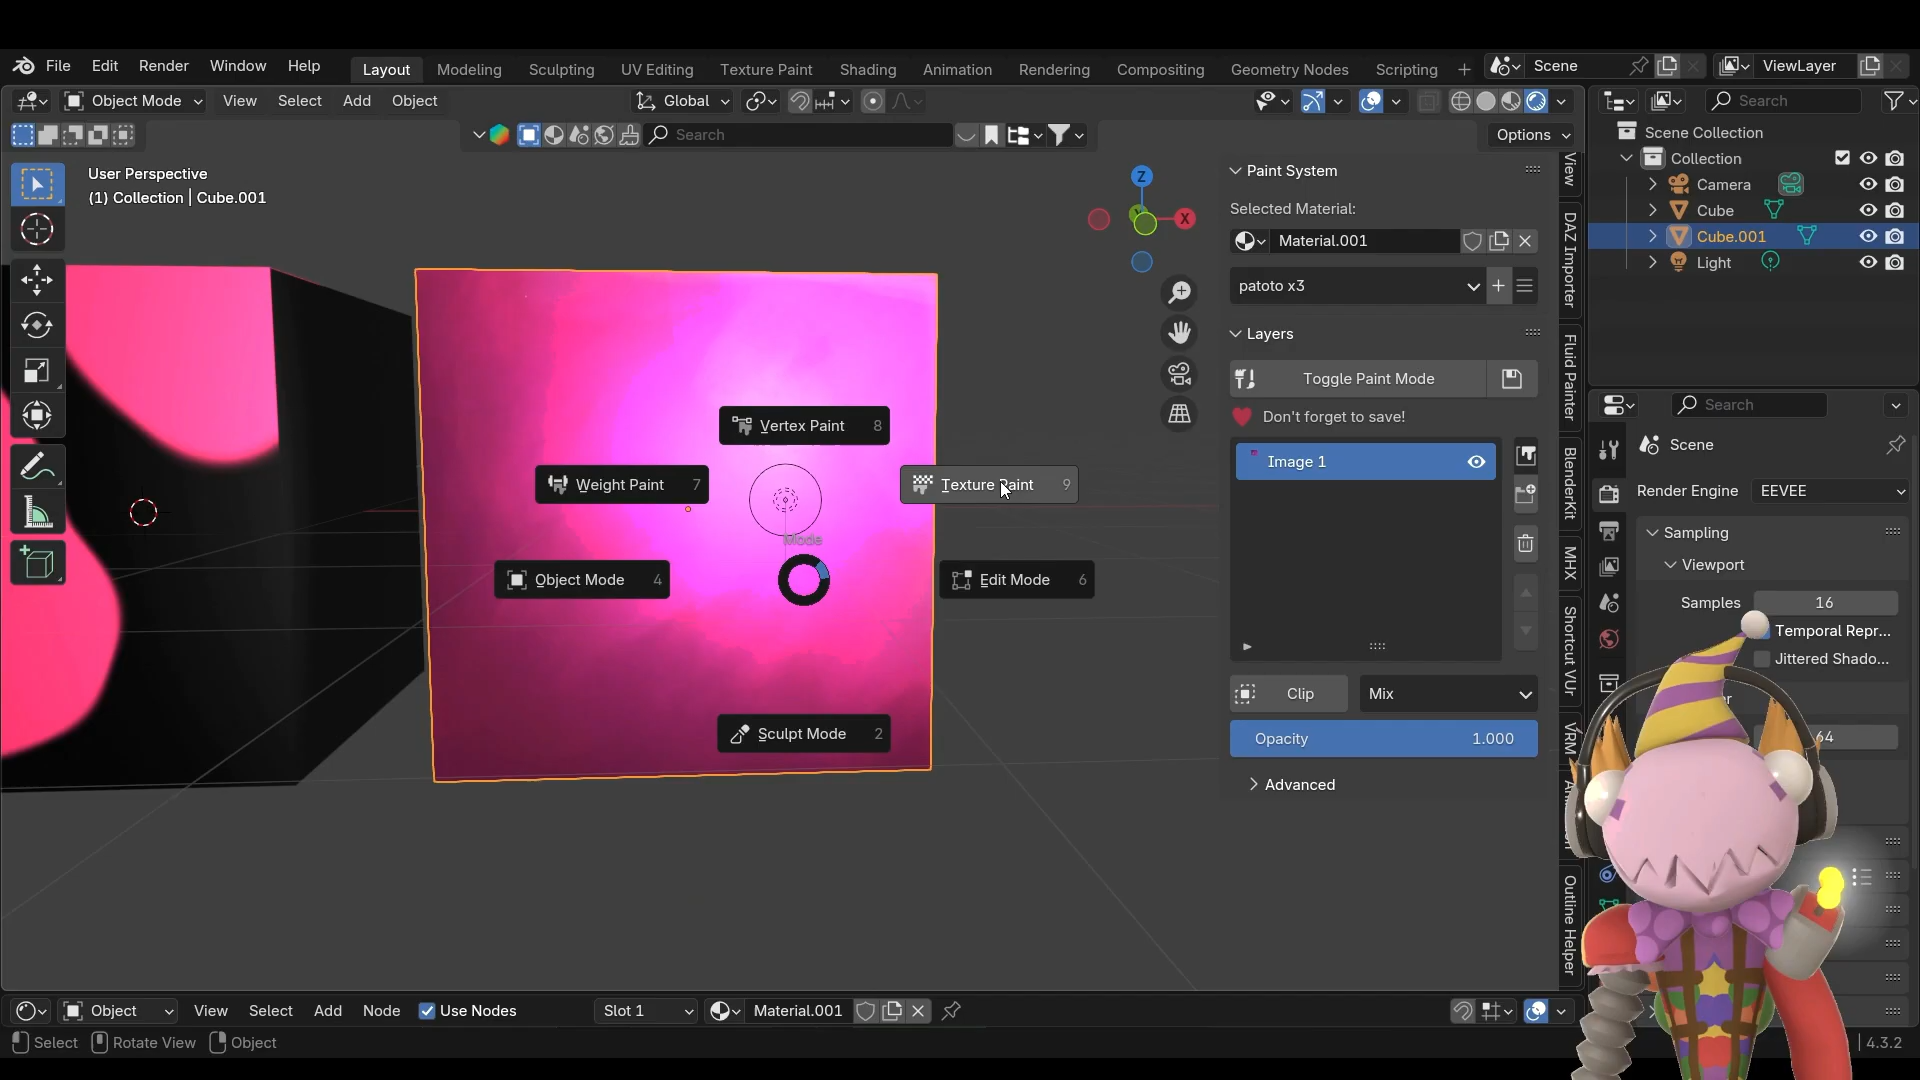 File Edit Render Window Help Layout Modeling Sculpting UV Editing Texture Paint Shading Animation Rendering Compositing Geometry Nodes Scripting + Scene ViewLayer
Object Mode View Select Add Object Global Search
Search Options
User Perspective
(1) Collection | Cube.001
Z
X
Vertex Paint 8
Weight Paint 7
Texture Paint 9
Mode
Object Mode 4
Edit Mode 6
Sculpt Mode 2
Paint System
Selected Material:
Material.001
patoto x3
Layers
Toggle Paint Mode
Don't forget to save!
Image 1
Clip Mix
Opacity 1.000
Advanced
View
DAZ Importer
Fluid Painter
BlenderKit
MHX
Shortcut VUr
VRM
Outline Helper
Scene Collection
Collection
Camera
Cube
Cube.001
Light
Search
Scene
Render Engine EEVEE
Sampling
Viewport
Samples 16
Temporal Repr...
Jittered Shado...
64
Object View Select Add Node Use Nodes Slot 1 Material.001
Select Rotate View Object 4.3.2